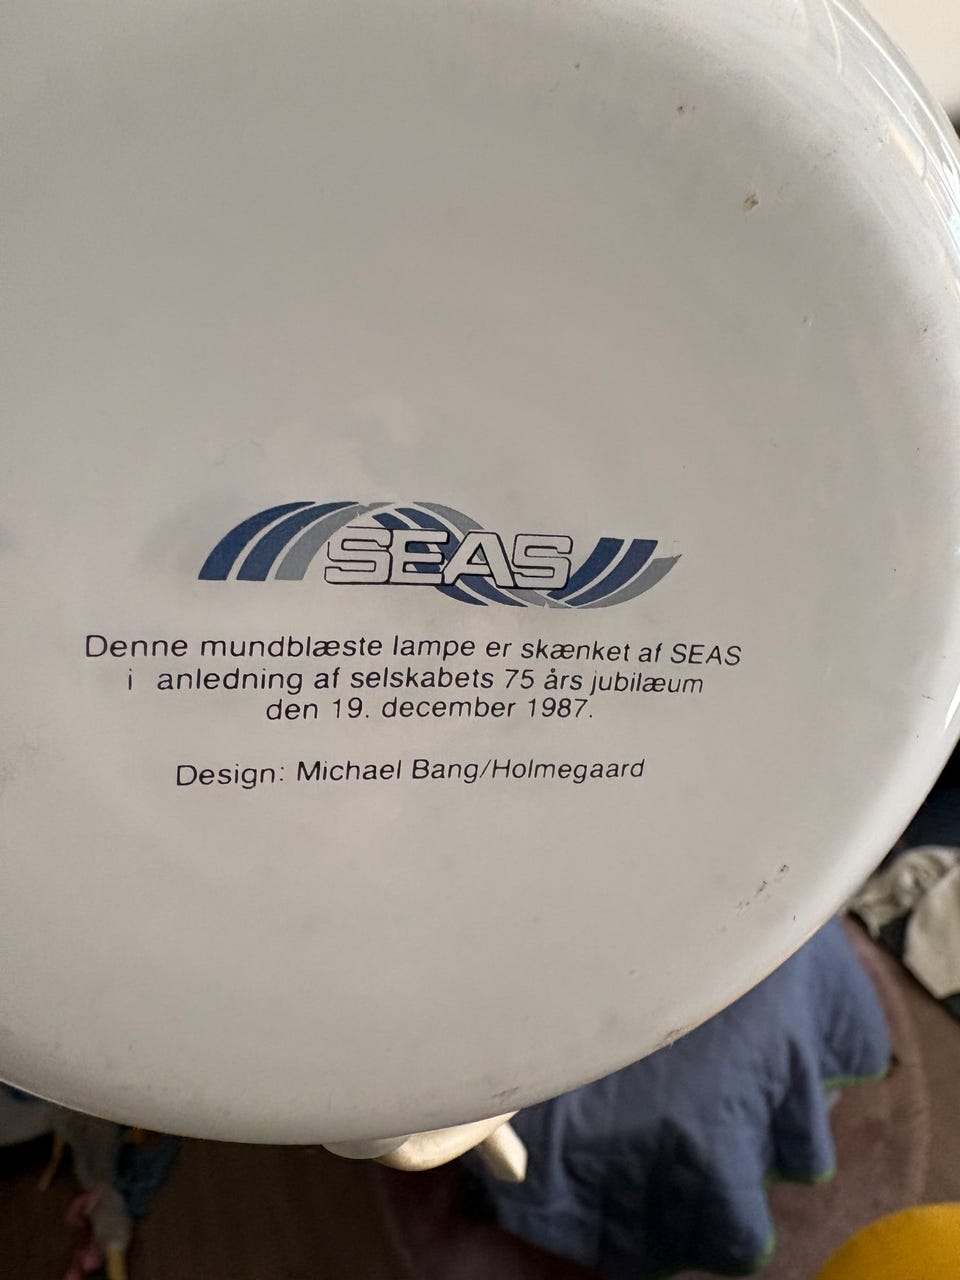 SEAS
Denne mundblæste lampe er skænket af SEAS
i anledning af selskabets 75 års jubilæum
den 19. december 1987.
Design: Michael Bang/Holmegaard